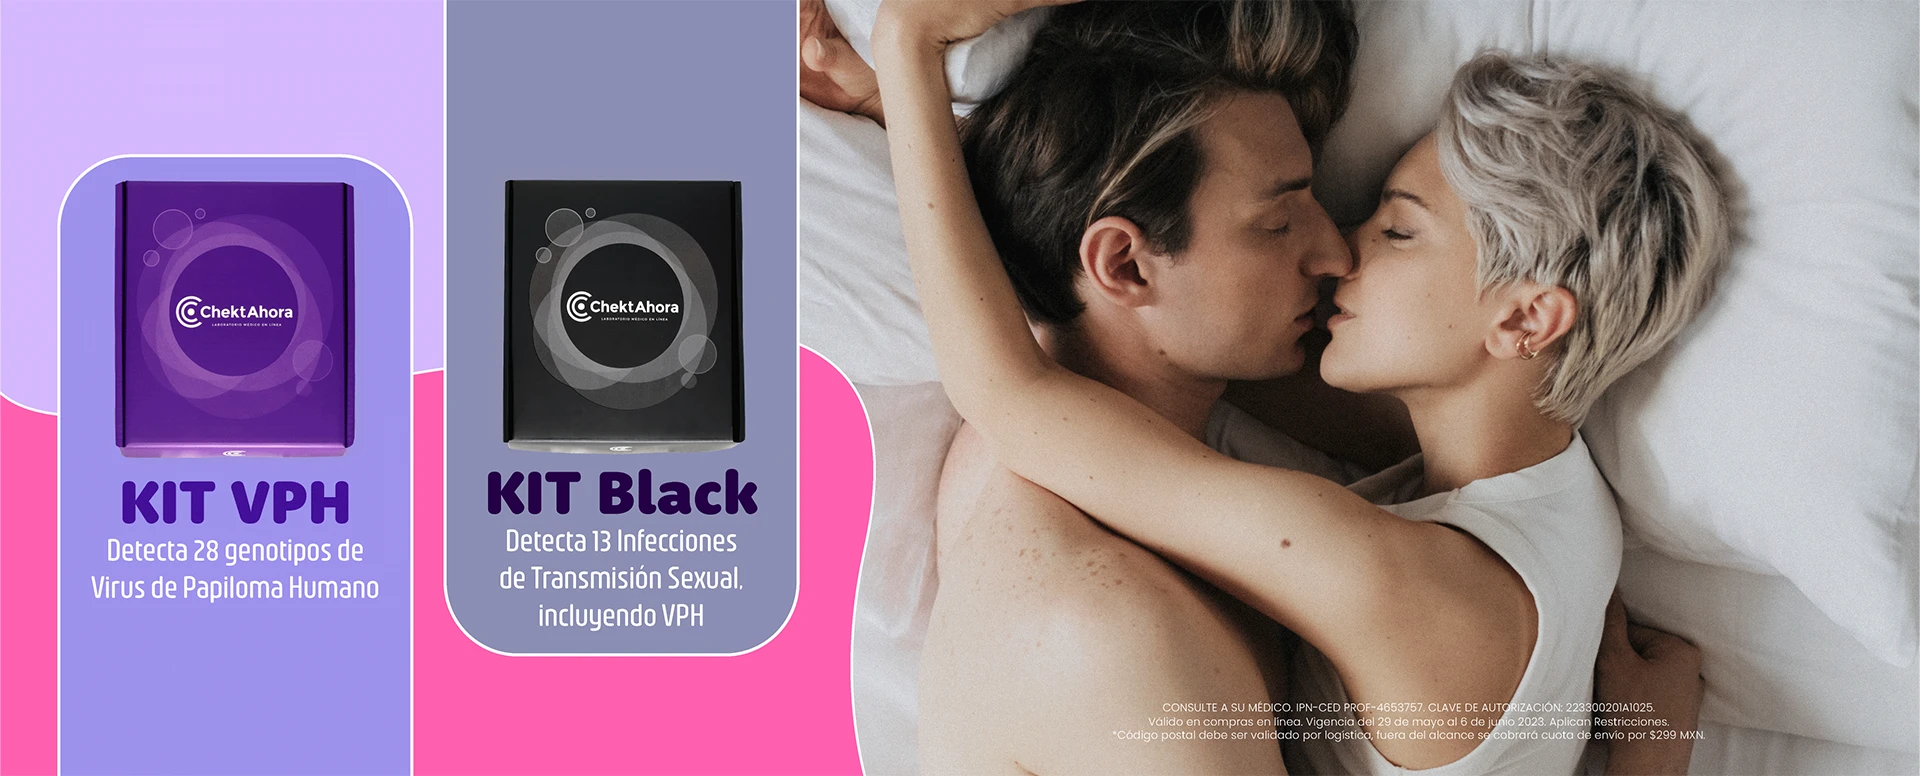 ChektAhora
LABORATORIO MÉDICO EN LÍNEA
KIT VPH
Detecta 28 genotipos de
Virus de Papiloma Humano
ChektAhora
LABORATORIO MÉDICO EN LÍNEA
KIT Black
Detecta 13 Infecciones
de Transmisión Sexual,
incluyendo VPH
CONSULTE A SU MÉDICO. IPN-CED PROF-4653757. CLAVE DE AUTORIZACIÓN: 223300201A1025.
Válido en compras en línea. Vigencia del 29 de mayo al 6 de junio 2023. Aplican Restricciones.
*Código postal debe ser validado por logística, fuera del alcance se cobrará cuota de envío por $299 MXN.